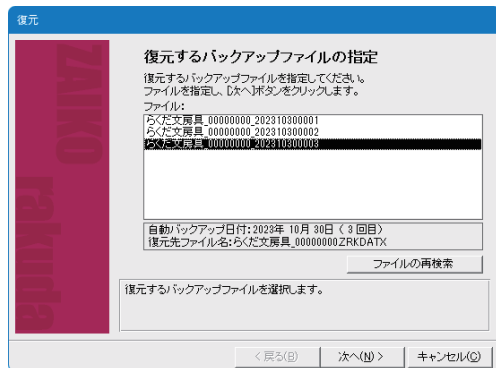 復元
ZAIKO
rakuda
復元するバックアップファイルの指定
復元するバックアップファイルを指定してください。
ファイルを指定し、[次へ]ボタンをクリックします。
ファイル:
らくだ文房具_00000000_202310300001
らくだ文房具_00000000_202310300002
らくだ文房具_00000000_202310300003
自動バックアップ日付:2023年 10月 30日 ( 3 回目)
復元先ファイル名:らくだ文房具_00000000.ZRKDATX
ファイルの再検索
復元するバックアップファイルを選択します。
< 戻る(B)
次へ(N) >
キャンセル(C)